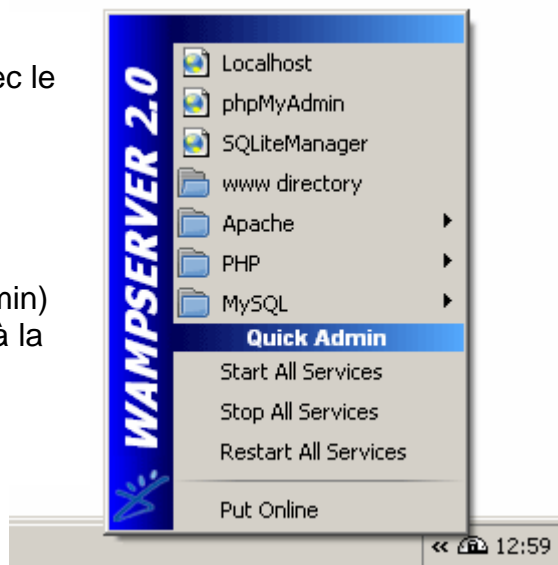 ec le
min)
à la
WAMPSERVER 2.0
Localhost
phpMyAdmin
SQLiteManager
www directory
Apache
PHP
MySQL
Quick Admin
Start All Services
Stop All Services
Restart All Services
Put Online
« 12:59